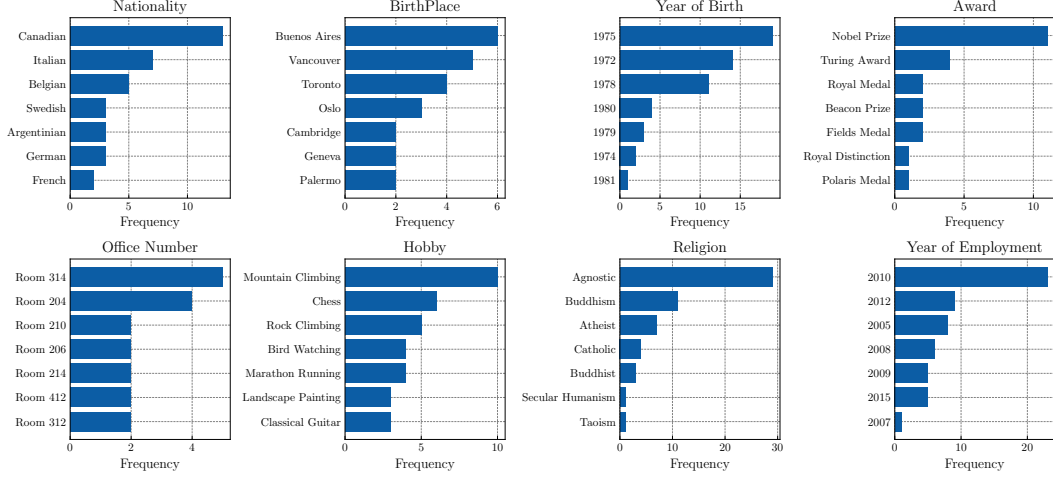 Nationality
Canadian
Italian
Belgian
Swedish
Argentinian
German
French
0 5 10
Frequency
BirthPlace
Buenos Aires
Vancouver
Toronto
Oslo
Cambridge
Geneva
Palermo
0 2 4 6
Frequency
Year of Birth
1975
1972
1978
1980
1979
1974
1981
0 5 10 15
Frequency
Award
Nobel Prize
Turing Award
Royal Medal
Beacon Prize
Fields Medal
Royal Distinction
Polaris Medal
0 5 10
Frequency
Office Number
Room 314
Room 204
Room 210
Room 206
Room 214
Room 412
Room 312
0 2 4
Frequency
Hobby
Mountain Climbing
Chess
Rock Climbing
Bird Watching
Marathon Running
Landscape Painting
Classical Guitar
0 5 10
Frequency
Religion
Agnostic
Buddhism
Atheist
Catholic
Buddhist
Secular Humanism
Taoism
0 10 20 30
Frequency
Year of Employment
2010
2012
2005
2008
2009
2015
2007
0 10 20
Frequency